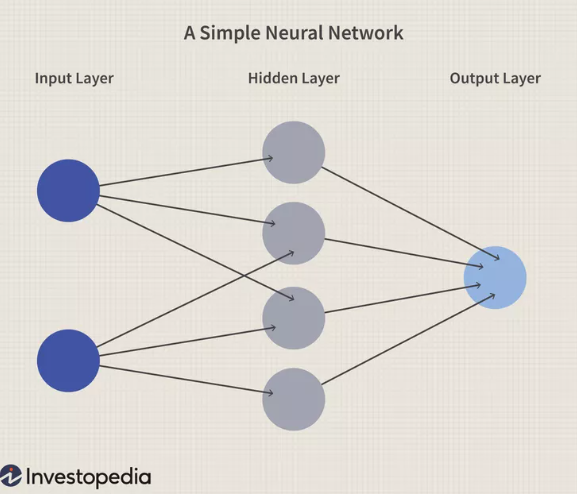 A Simple Neural Network
Input Layer
Hidden Layer
Output Layer
Investopedia